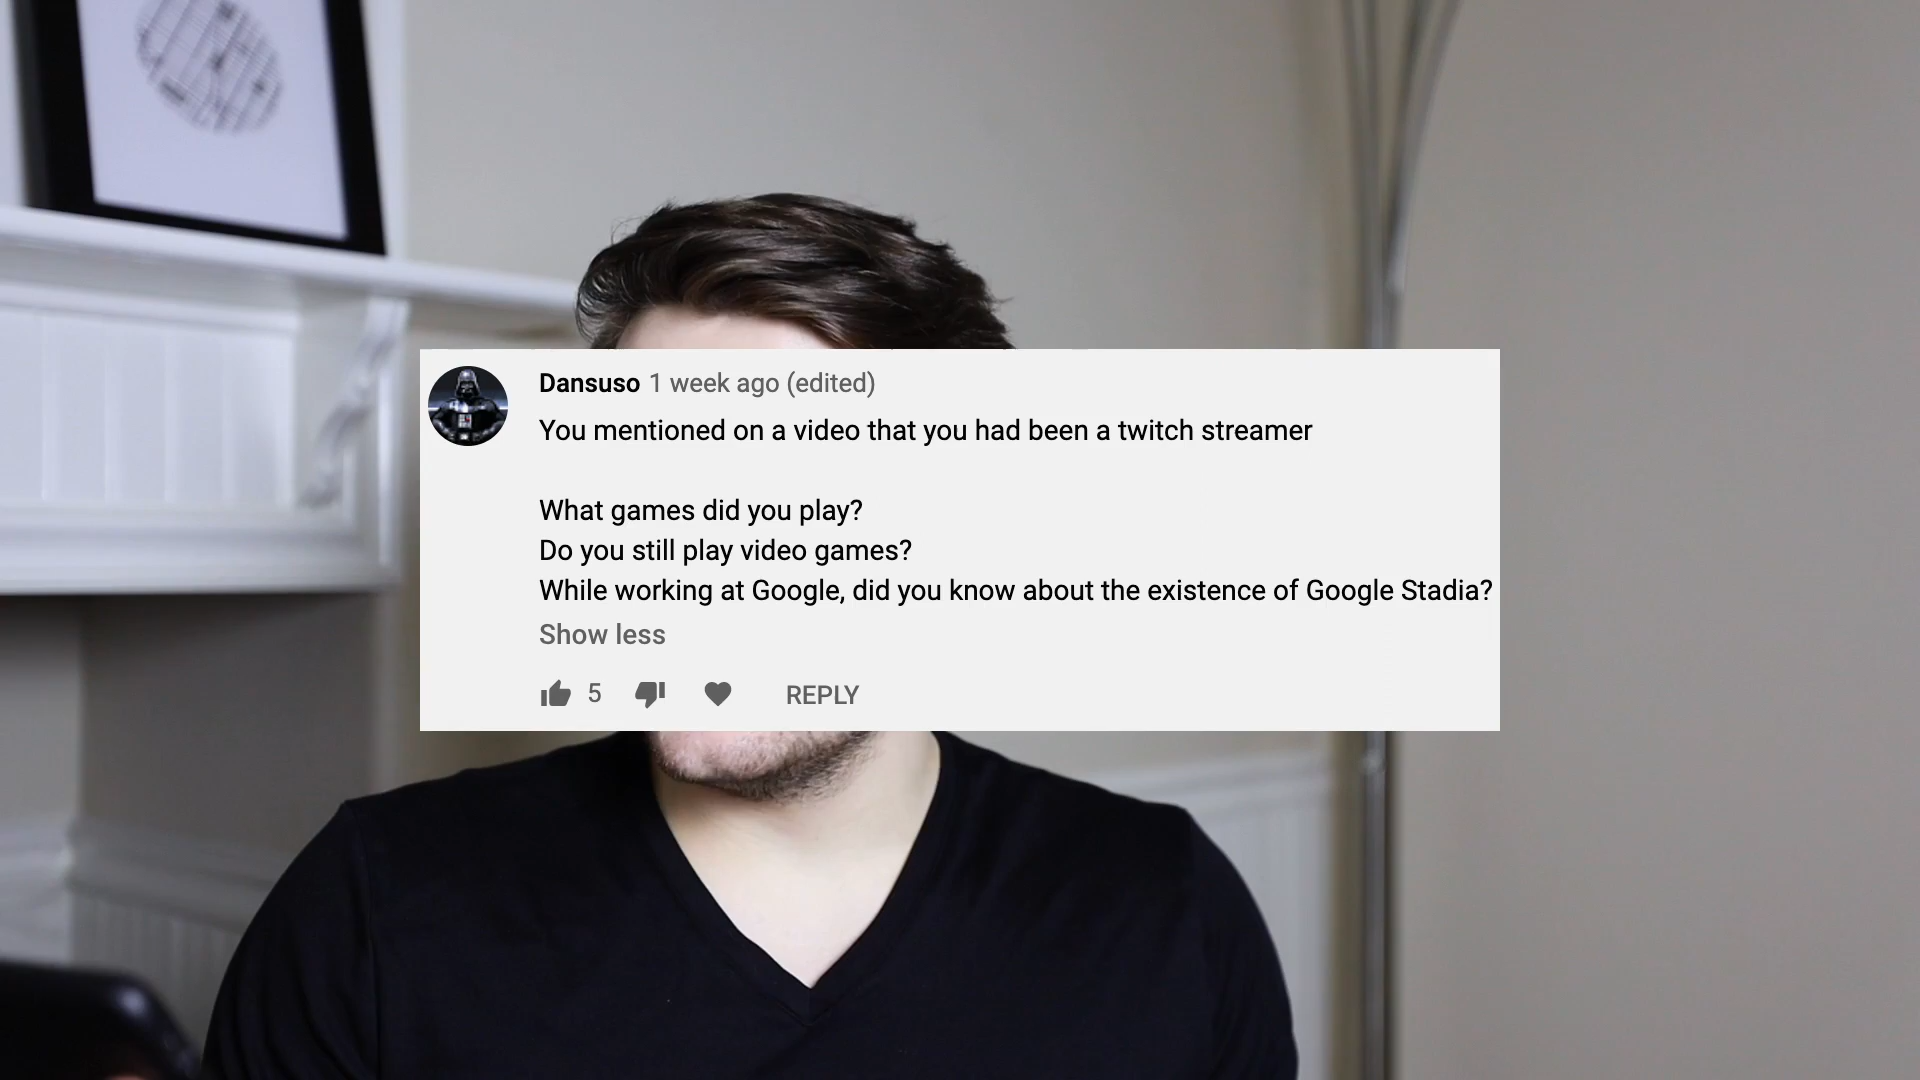 Dansuso 1 week ago (edited)
You mentioned on a video that you had been a twitch streamer
What games did you play?
Do you still play video games?
While working at Google, did you know about the existence of Google Stadia?
Show less
5 REPLY